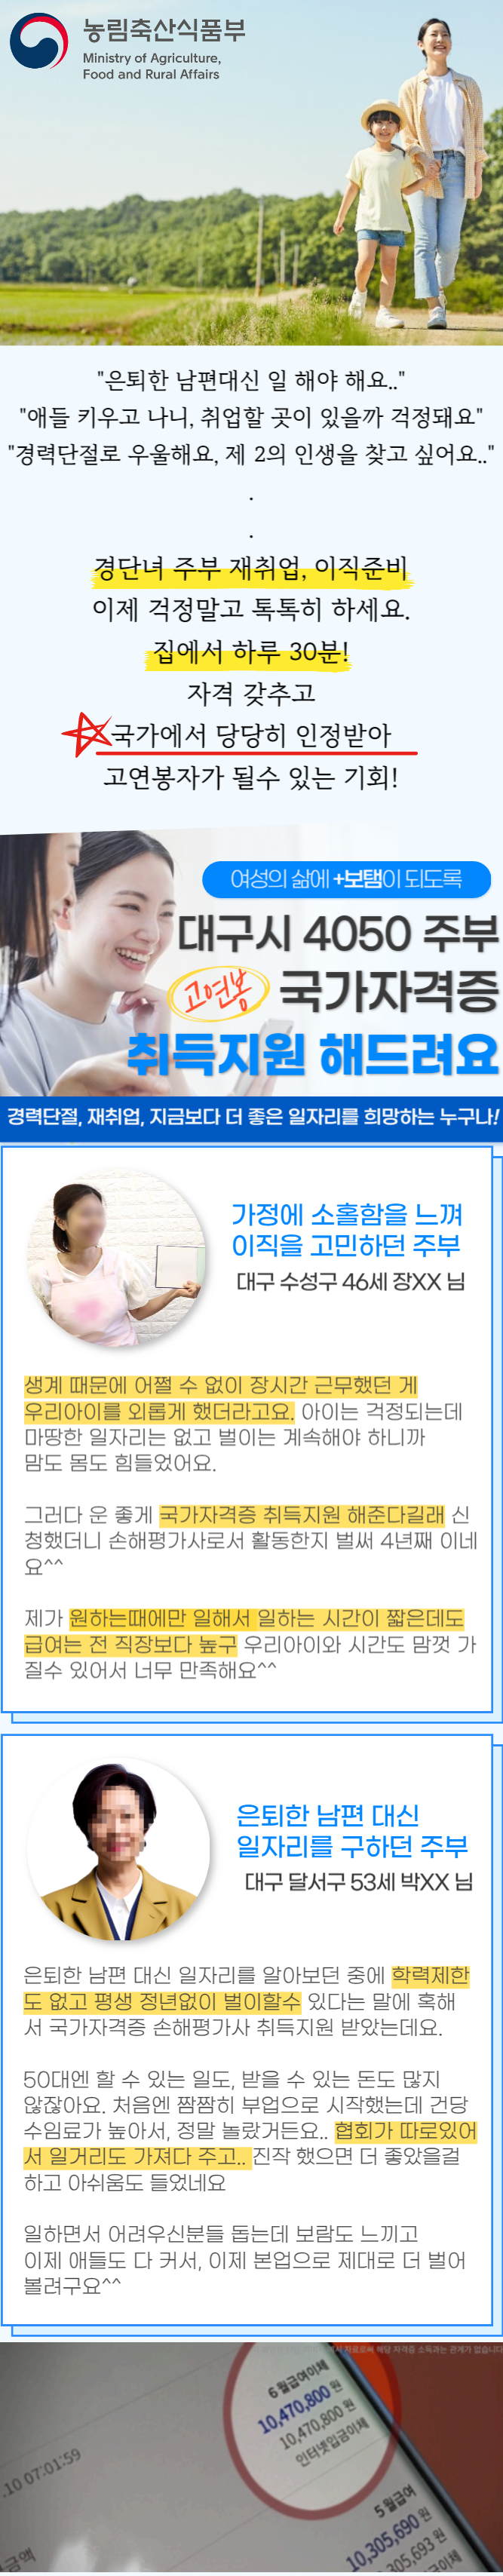 농림축산식품부
Ministry of Agriculture,
Food and Rural Affairs
"은퇴한 남편대신 일 해야 해요.."
"애들 키우고 나니, 취업할 곳이 있을까 걱정돼요"
"경력단절로 우울해요, 제 2의 인생을 찾고 싶어요.."
.
.
경단녀 주부 재취업, 이직준비
이제 걱정말고 톡톡히 하세요.
집에서 하루 30분!
자격 갖추고
국가에서 당당히 인정받아
고연봉자가 될수 있는 기회!
여성의 삶에 +보탬이 되도록
대구시 4050 주부
고연봉 국가자격증
취득지원 해드려요
경력단절, 재취업, 지금보다 더 좋은 일자리를 희망하는 누구나!
가정에 소홀함을 느껴
이직을 고민하던 주부
대구 수성구 46세 장XX 님
생계 때문에 어쩔 수 없이 장시간 근무했던 게
우리아이를 외롭게 했더라고요. 아이는 걱정되는데
마땅한 일자리는 없고 벌이는 계속해야 하니까
맘도 몸도 힘들었어요.
그러다 운 좋게 국가자격증 취득지원 해준다길래 신
청했더니 손해평가사로서 활동한지 벌써 4년째 이네
요^^
제가 원하는때에만 일해서 일하는 시간이 짧은데도
급여는 전 직장보다 높구 우리아이와 시간도 맘껏 가
질수 있어서 너무 만족해요^^
은퇴한 남편 대신
일자리를 구하던 주부
대구 달서구 53세 박XX 님
은퇴한 남편 대신 일자리를 알아보던 중에 학력제한
도 없고 평생 정년없이 벌이할수 있다는 말에 혹해
서 국가자격증 손해평가사 취득지원 받았는데요.
50대엔 할 수 있는 일도, 받을 수 있는 돈도 많지
않잖아요. 처음엔 짬짬히 부업으로 시작했는데 건당
수임료가 높아서, 정말 놀랐거든요.. 협회가 따로있어
서 일거리도 가져다 주고.. 진작 했으면 더 좋았을걸
하고 아쉬움도 들었네요
일하면서 어려우신분들 돕는데 보람도 느끼고
이제 애들도 다 커서, 이제 본업으로 제대로 더 벌어
볼려구요^^
자료로써 해당 자격증 소득과는 관계가 없습니다
6월급여이체
10,470,800 원
10,470,800 원
인터넷입금이체
.10 07:01:59
5월급여
10,305,690 원
305,693 원
금액
이체